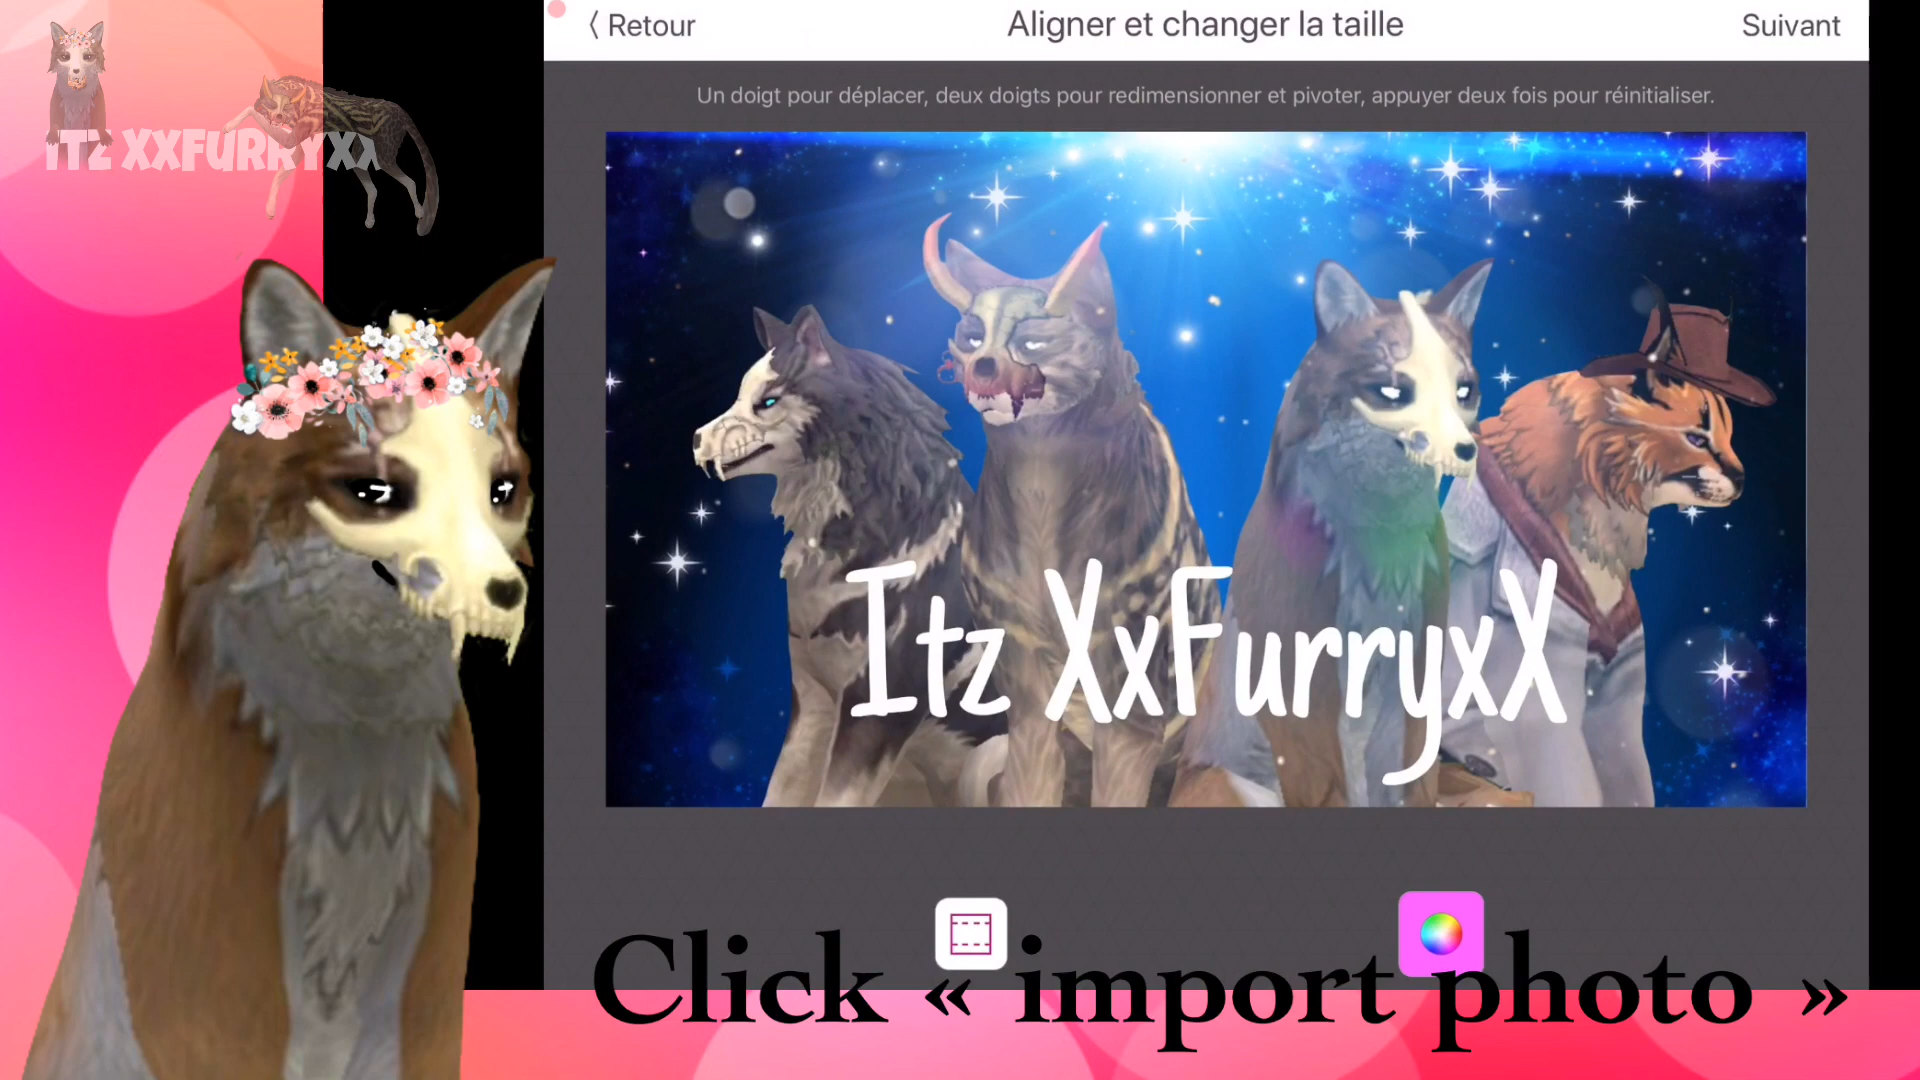 〈 Retour
Aligner et changer la taille
Suivant
Un doigt pour déplacer, deux doigts pour redimensionner et pivoter, appuyer deux fois pour réinitialiser.
ITZ XXFURRYXX
Itz XxFurryxX
Click « import photo »